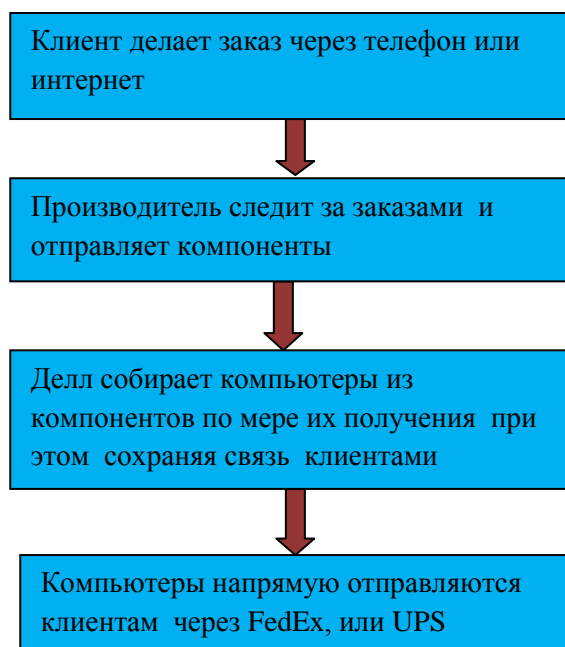 Клиент делает заказ через телефон или
интернет
Производитель следит за заказами и
отправляет компоненты
Делл собирает компьютеры из
компонентов по мере их получения при
этом сохраняя связь клиентами
Компьютеры напрямую отправляются
клиентам через FedEx, или UPS